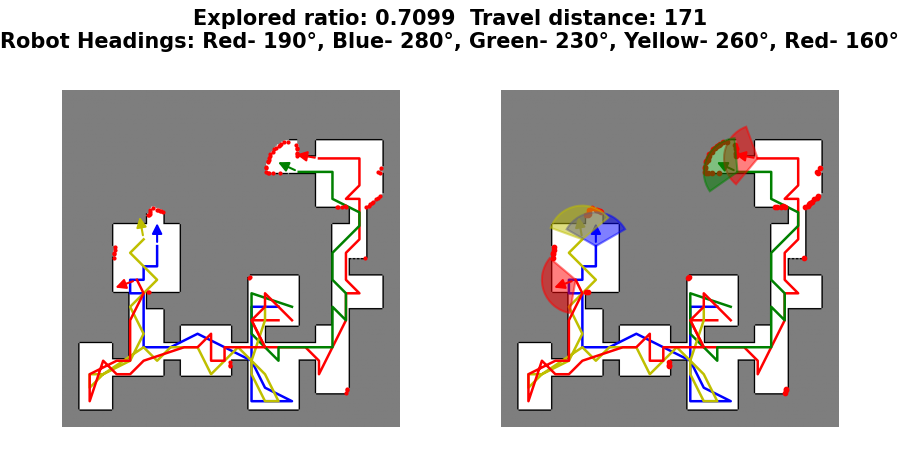 Explored ratio: 0.7099  Travel distance: 171
Robot Headings: Red- 190°, Blue- 280°, Green- 230°, Yellow- 260°, Red- 160°